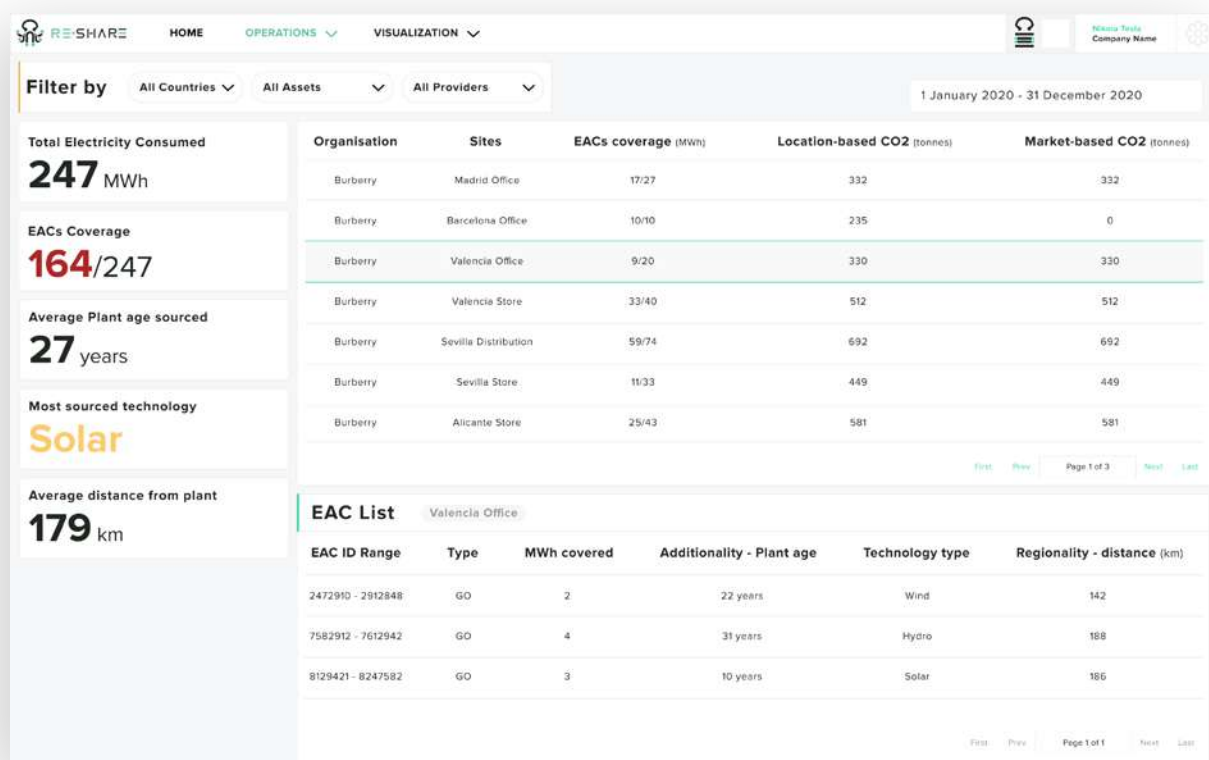 RE-SHARE HOME OPERATIONS VISUALIZATION
Nikola Tesla
Company Name
Filter by All Countries All Assets All Providers
1 January 2020 - 31 December 2020
Total Electricity Consumed
247 MWh
EACs Coverage
164/247
Average Plant age sourced
27 years
Most sourced technology
Solar
Average distance from plant
179 km
Organisation Sites EACs coverage (MWh) Location-based CO2 (tonnes) Market-based CO2 (tonnes)
Burberry Madrid Office 17/27 332 332
Burberry Barcelona Office 10/10 235 0
Burberry Valencia Office 9/20 330 330
Burberry Valencia Store 33/40 512 512
Burberry Sevilla Distribution 59/74 692 692
Burberry Sevilla Store 11/33 449 449
Burberry Alicante Store 25/43 581 581
First Prev Page 1 of 3 Next Last
EAC List Valencia Office
EAC ID Range Type MWh covered Additionality - Plant age Technology type Regionality - distance (km)
2472910 - 2912848 GO 2 22 years Wind 142
7582912 - 7612942 GO 4 31 years Hydro 188
8129421 - 8247582 GO 3 10 years Solar 186
First Prev Page 1 of 1 Next Last